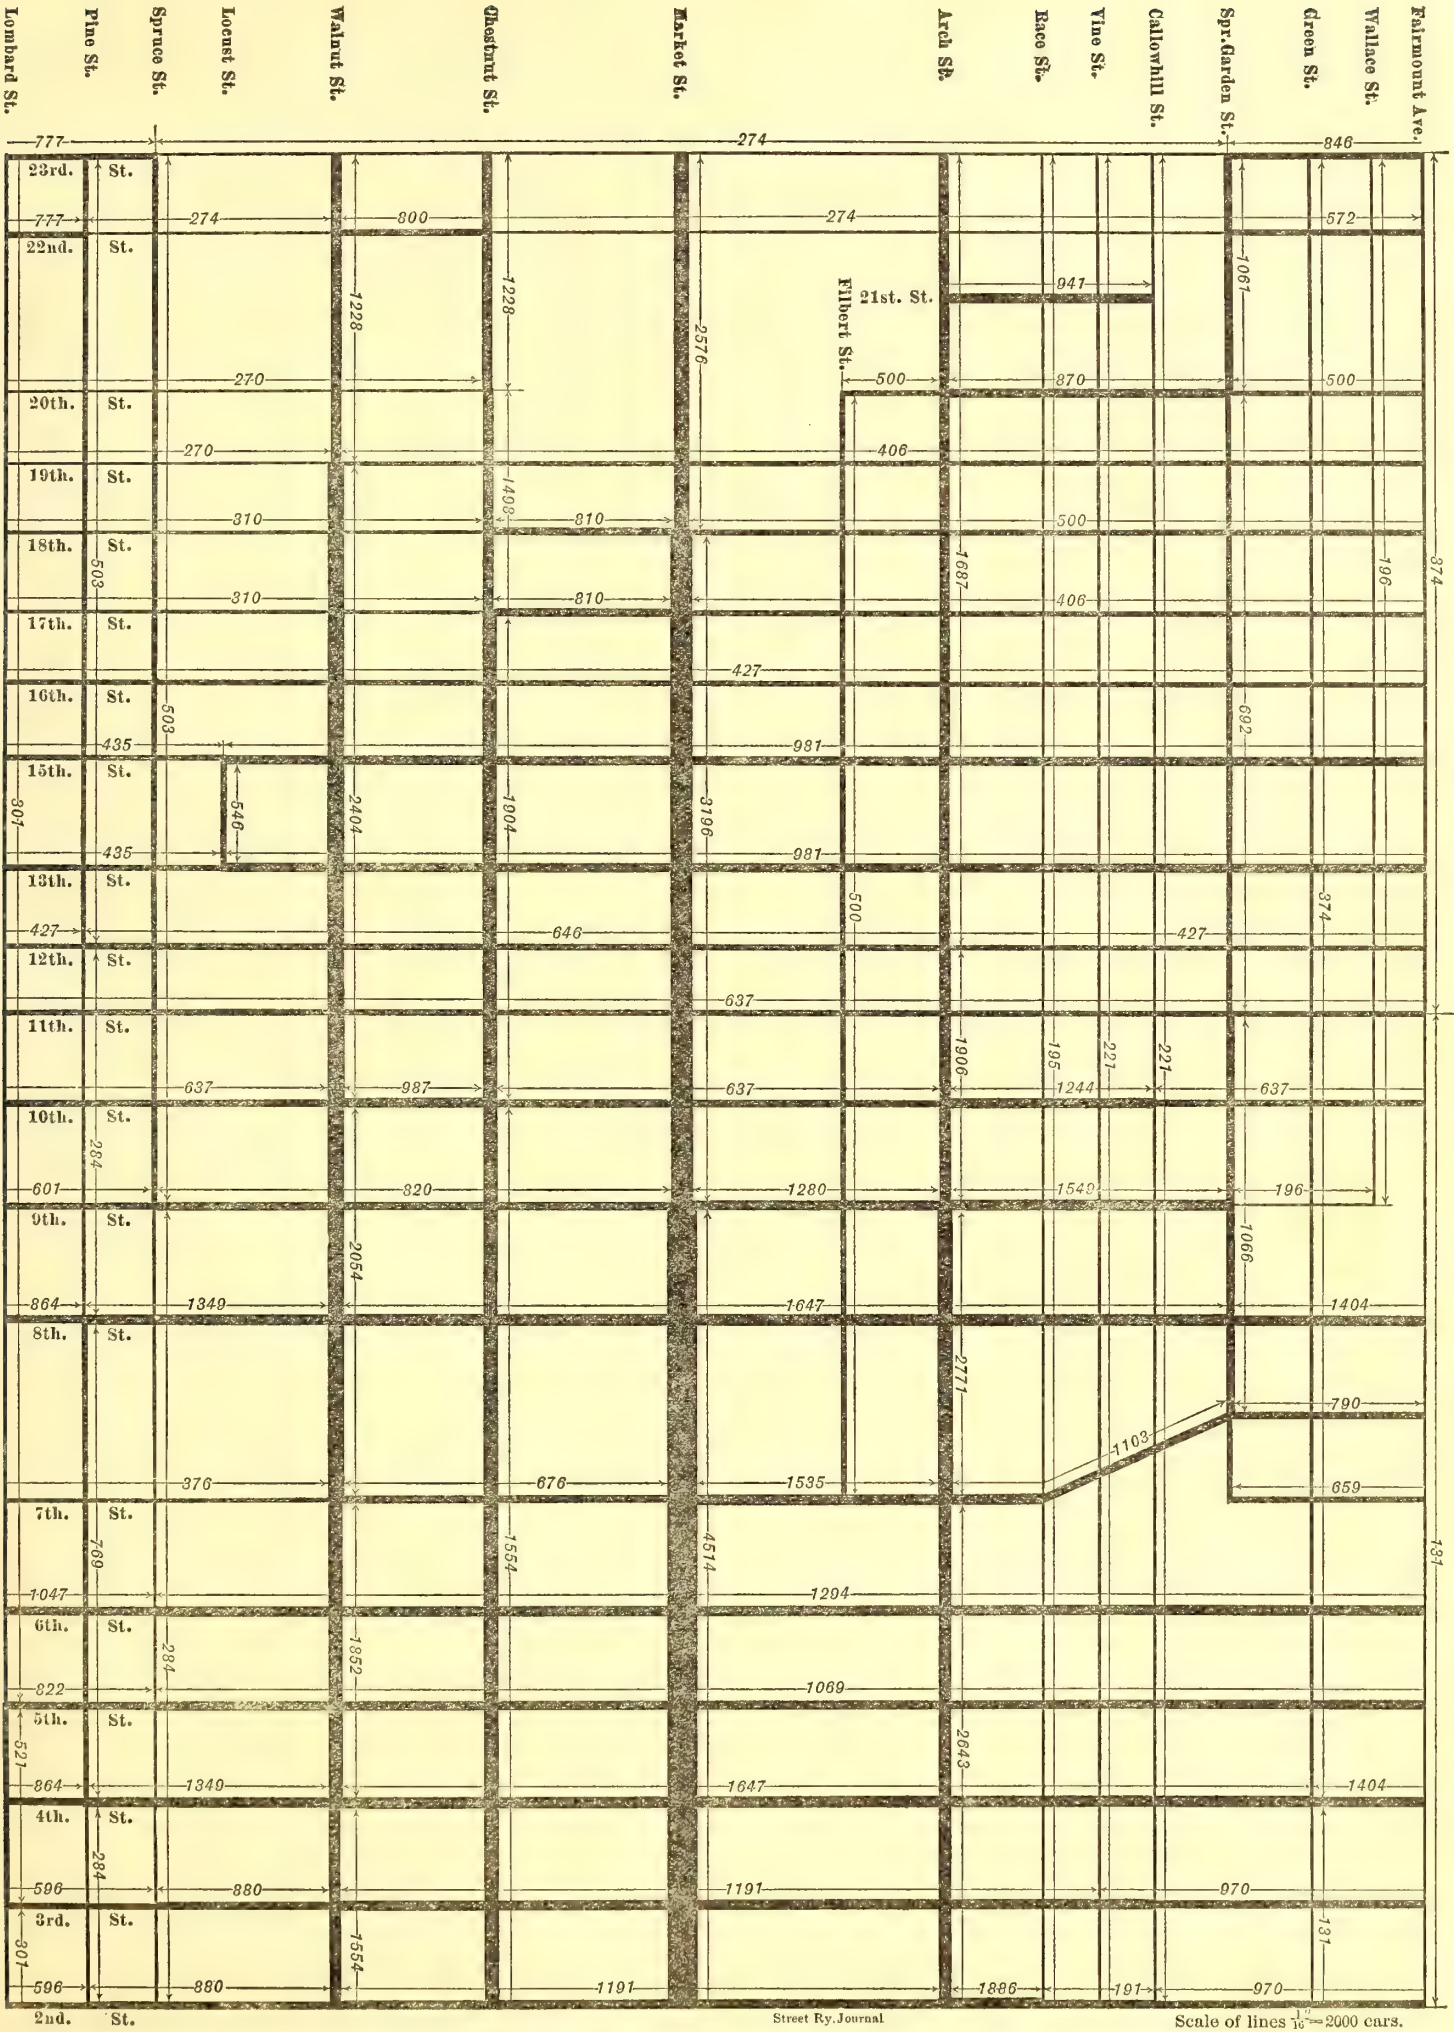 Lombard St.
Pine St.
Spruce St.
Locust St.
Walnut St.
Chestnut St.
Market St.
Arch St.
Race St.
Vine St.
Callowhill St.
Spr. Garden St.
Green St.
Wallace St.
Fairmount Ave.
777 274 846
23rd. St.
777 274 800 274 572
22nd. St.
1228 1228 2576 1061
Filbert St. 21st. St. 941
270 500 870 500
20th. St.
270 406
19th. St.
1498
310 810 500
18th. St.
503 1687 196 374
310 810 406
17th. St.
427
16th. St.
503 692
435 981
15th. St.
301 546 2404 1904 3196
435 981
13th. St.
500 374
427 646 427
12th. St.
637
11th. St.
1906 195 221 221
637 987 637 1244 637
10th. St.
284
601 820 1280 1549 196
9th. St.
2054 1066
864 1349 1647 1404
8th. St.
2771
790
1103
376 676 1535 659
7th. St.
769 1554 4514 131
1047 1294
6th. St.
284 1852
822 1069
5th. St.
521 2643
864 1349 1647 1404
4th. St.
284
596 880 1191 970
3rd. St.
301 1554 131
596 880 1191 1886 191 970
2nd. St.
Street Ry. Journal
Scale of lines 1/16"=2000 cars.